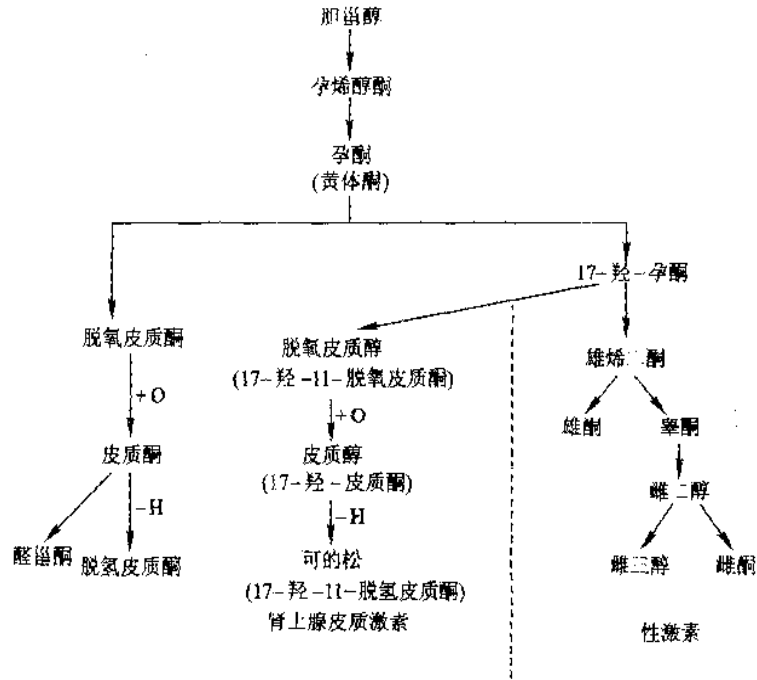 胆甾醇
孕烯醇酮
孕酮
(黄体酮)
17-羟-孕酮
脱氧皮质酮
脱氧皮质醇
(17-羟-11-脱氧皮质酮)
雄烯二酮
+O
+O
雄酮
睾酮
皮质酮
皮质醇
(17-羟-皮质酮)
雌二醇
-H
-H
醛甾酮
脱氢皮质酮
可的松
(17-羟-11-脱氢皮质酮)
雌三醇
雌酮
肾上腺皮质激素
性激素